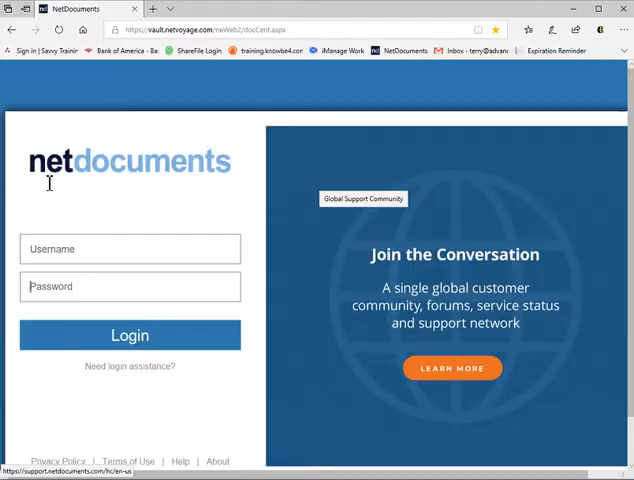 NetDocuments
https://vault.netvoyage.com/neWeb2/docCent.aspx
Sign in | Savvy Trainir
Bank of America - Ba
ShareFile Login
training.knowbe4.com
iManage Work
NetDocuments
Inbox - terry@advanc
Expiration Reminder
netdocuments
Username
Password
Login
Need login assistance?
Privacy Policy | Terms of Use | Help | About
Global Support Community
Join the Conversation
A single global customer
community, forums, service status
and support network
LEARN MORE
https://support.netdocuments.com/hc/en-us